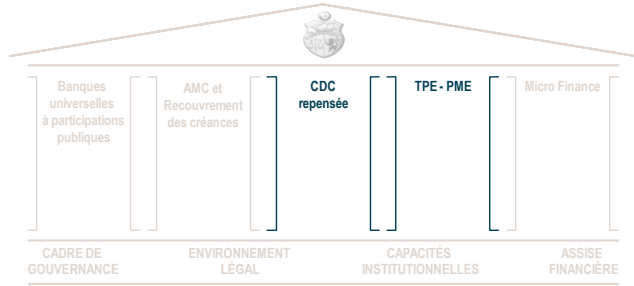 Banques
universelles
à participations
publiques
AMC et
Recouvrement
des créances
CDC
repensée
TPE - PME
Micro Finance
CADRE DE
GOUVERNANCE
ENVIRONNEMENT
LÉGAL
CAPACITÉS
INSTITUTIONNELLES
ASSISE
FINANCIÈRE